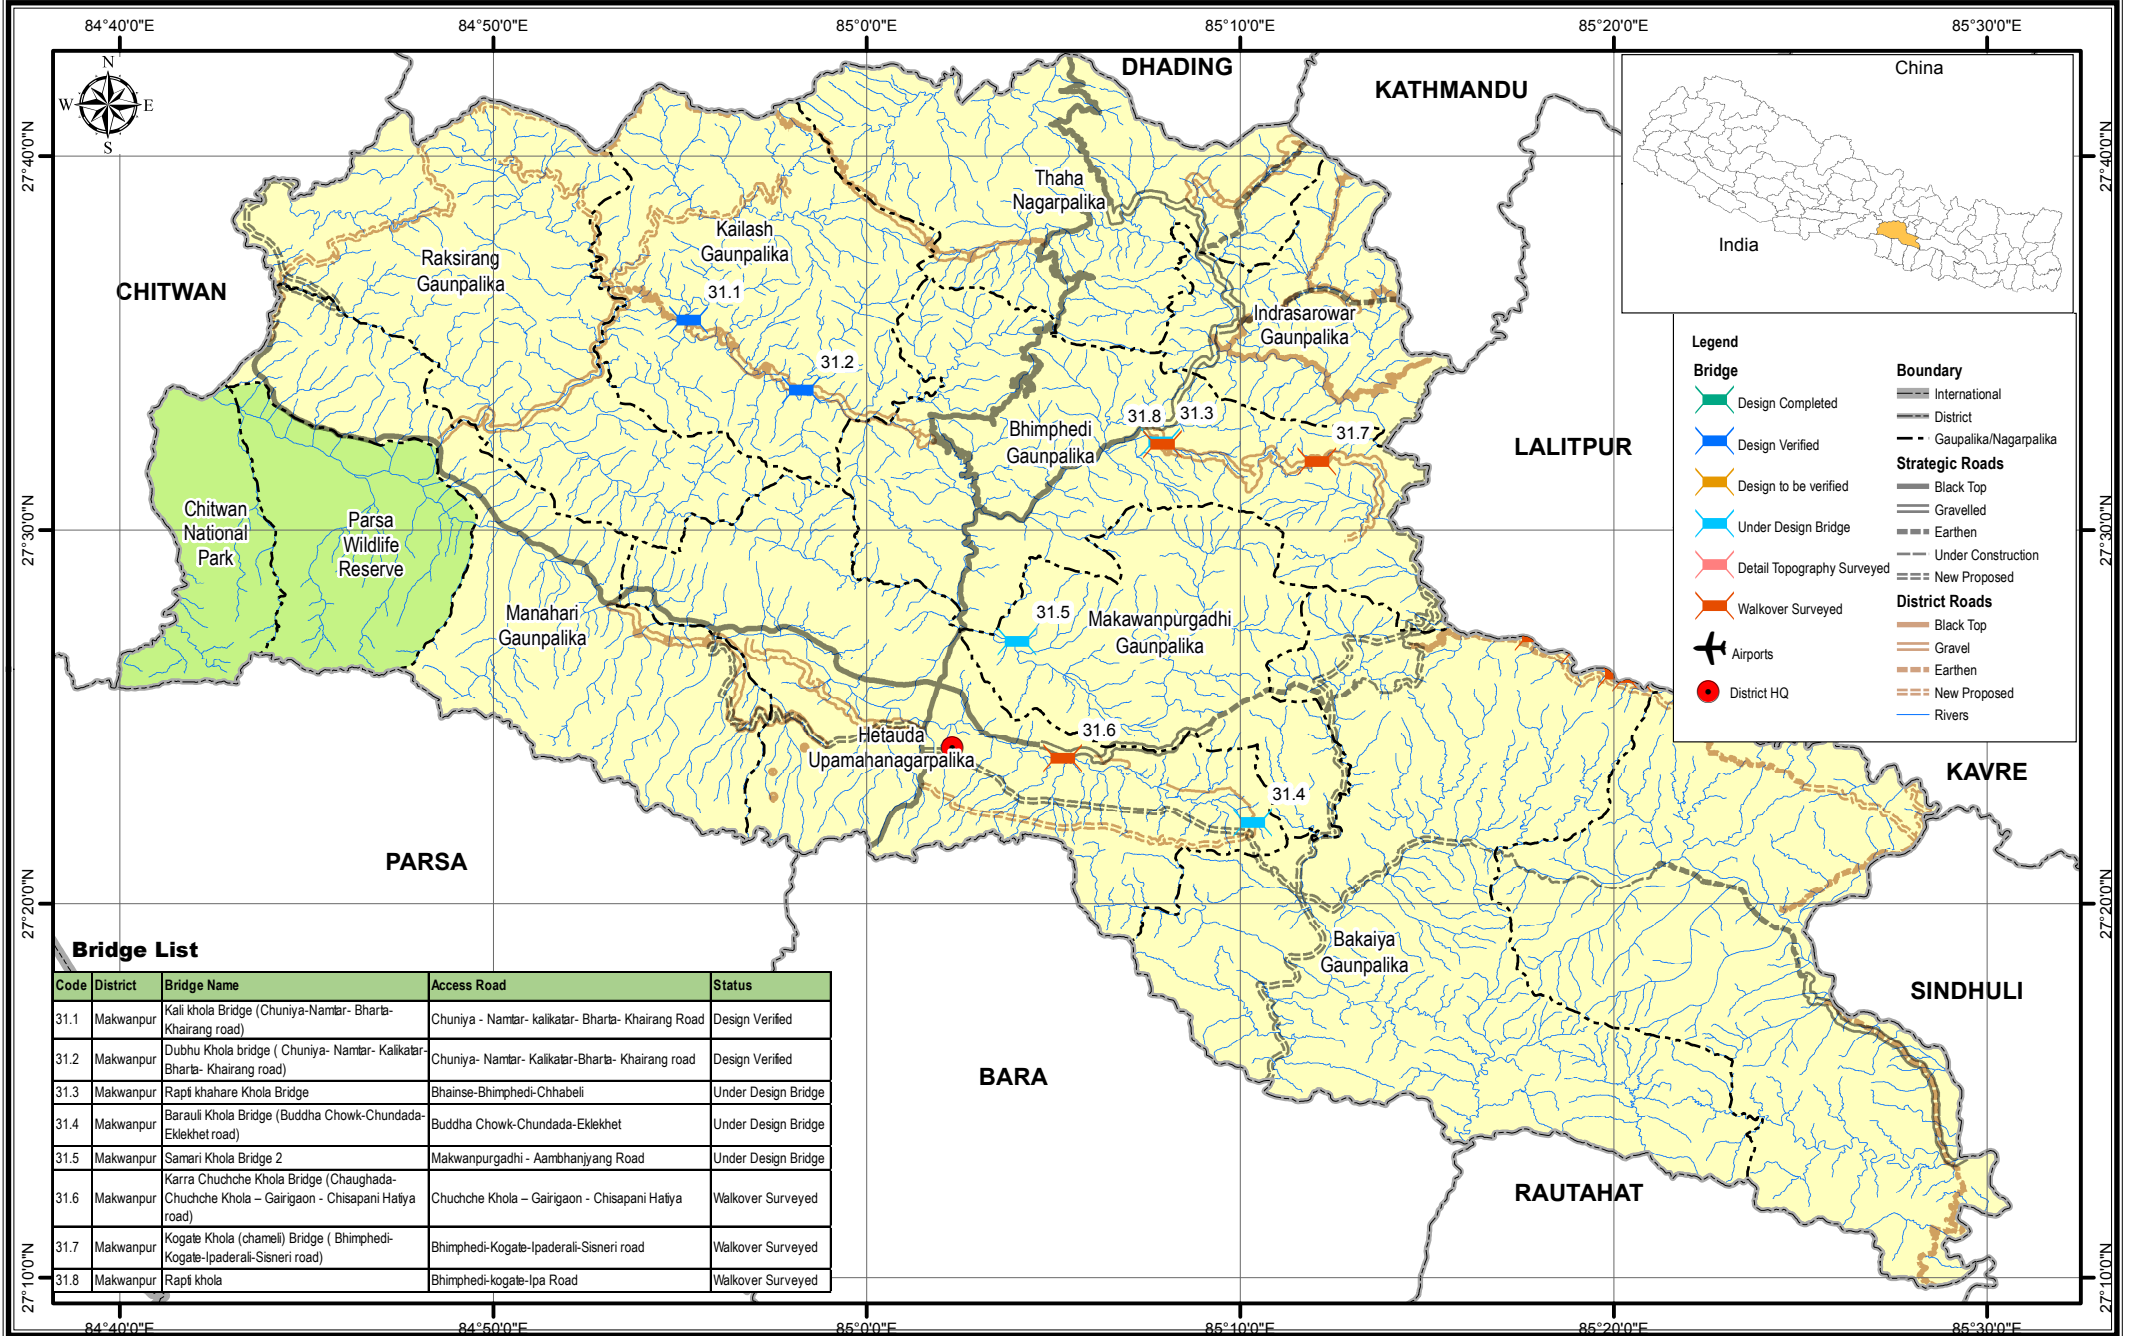 84°40'0"E 84°50'0"E 85°0'0"E 85°10'0"E 85°20'0"E 85°30'0"E
N
W E
S
27°40'0"N
27°30'0"N
27°20'0"N
27°10'0"N
DHADING
KATHMANDU
CHITWAN
LALITPUR
KAVRE
PARSA
BARA
SINDHULI
RAUTAHAT
China
India
Thaha
Nagarpalika
Kailash
Gaunpalika
Raksirang
Gaunpalika
31.1
31.2
Indrasarowar
Gaunpalika
31.8 31.3
31.7
Bhimphedi
Gaunpalika
Chitwan
National
Park
Parsa
Wildlife
Reserve
Manahari
Gaunpalika
31.5
Makawanpurgadhi
Gaunpalika
31.6
Hetauda
Upamahanagarpalika
31.4
Bakaiya
Gaunpalika
Legend
Bridge
Design Completed
Design Verified
Design to be verified
Under Design Bridge
Detail Topography Surveyed
Walkover Surveyed
Airports
District HQ
Boundary
International
District
Gaupalika/Nagarpalika
Strategic Roads
Black Top
Gravelled
Earthen
Under Construction
New Proposed
District Roads
Black Top
Gravel
Earthen
New Proposed
Rivers
Bridge List
Code District Bridge Name Access Road Status
31.1 Makwanpur Kali khola Bridge (Chuniya-Namtar- Bharta-
Khairang road) Chuniya - Namtar- kalikatar- Bharta- Khairang Road Design Verified
31.2 Makwanpur Dubhu Khola bridge ( Chuniya- Namtar- Kalikatar-
Bharta- Khairang road) Chuniya- Namtar- Kalikatar-Bharta- Khairang road Design Verified
31.3 Makwanpur Rapti khahare Khola Bridge Bhainse-Bhimphedi-Chhabeli Under Design Bridge
31.4 Makwanpur Barauli Khola Bridge (Buddha Chowk-Chundada-
Eklekhet road) Buddha Chowk-Chundada-Eklekhet Under Design Bridge
31.5 Makwanpur Samari Khola Bridge 2 Makwanpurgadhi - Aambhanjyang Road Under Design Bridge
31.6 Makwanpur Karra Chuchche Khola Bridge (Chaughada-
Chuchche Khola – Gairigaon - Chisapani Hatiya
road) Chuchche Khola – Gairigaon - Chisapani Hatiya Walkover Surveyed
31.7 Makwanpur Kogate Khola (chameli) Bridge ( Bhimphedi-
Kogate-Ipaderali-Sisneri road) Bhimphedi-Kogate-Ipaderali-Sisneri road Walkover Surveyed
31.8 Makwanpur Rapti khola Bhimphedi-kogate-Ipa Road Walkover Surveyed
27°40'0"N
27°30'0"N
27°20'0"N
27°10'0"N
84°40'0"E 84°50'0"E 85°0'0"E 85°10'0"E 85°20'0"E 85°30'0"E